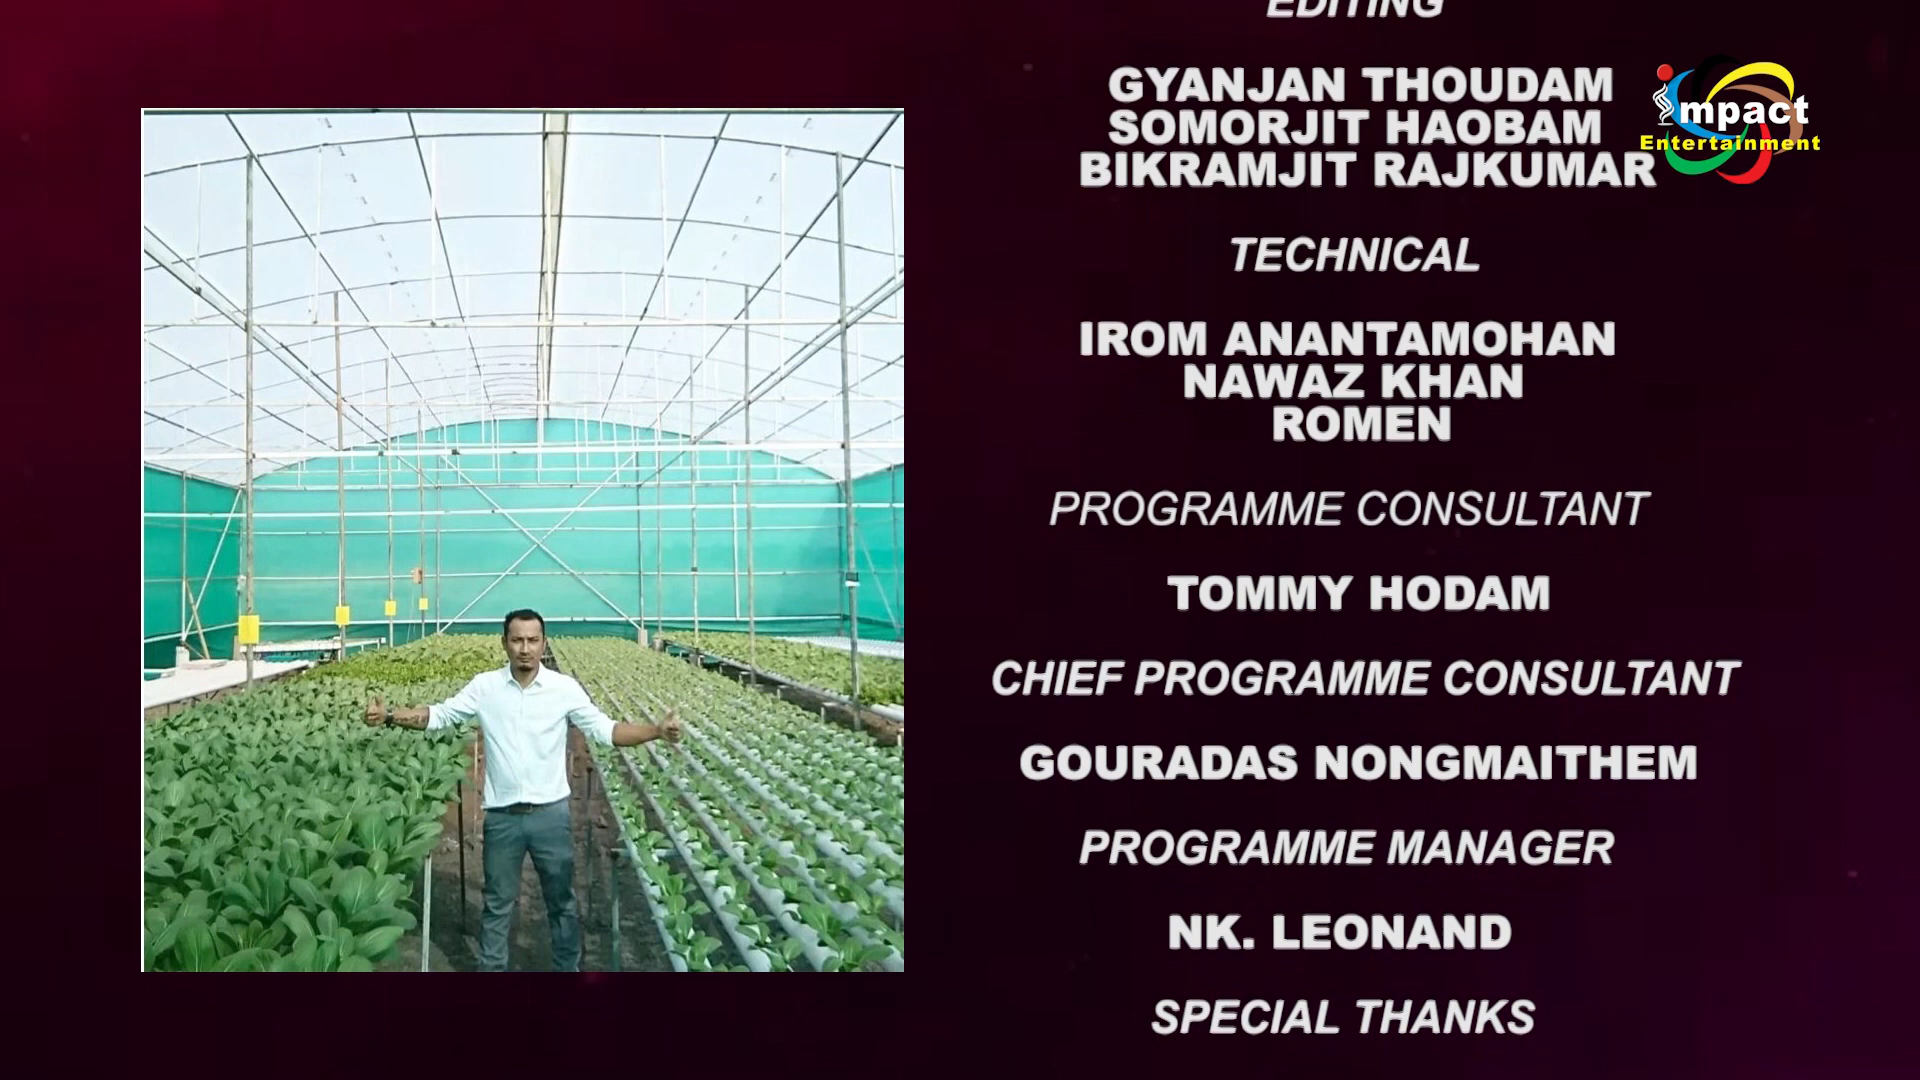 EDITING
GYANJAN THOUDAM
SOMORJIT HAOBAM
BIKRAMJIT RAJKUMAR
impact
Entertainment
TECHNICAL
IROM ANANTAMOHAN
NAWAZ KHAN
ROMEN
PROGRAMME CONSULTANT
TOMMY HODAM
CHIEF PROGRAMME CONSULTANT
GOURADAS NONGMAITHEM
PROGRAMME MANAGER
NK. LEONAND
SPECIAL THANKS